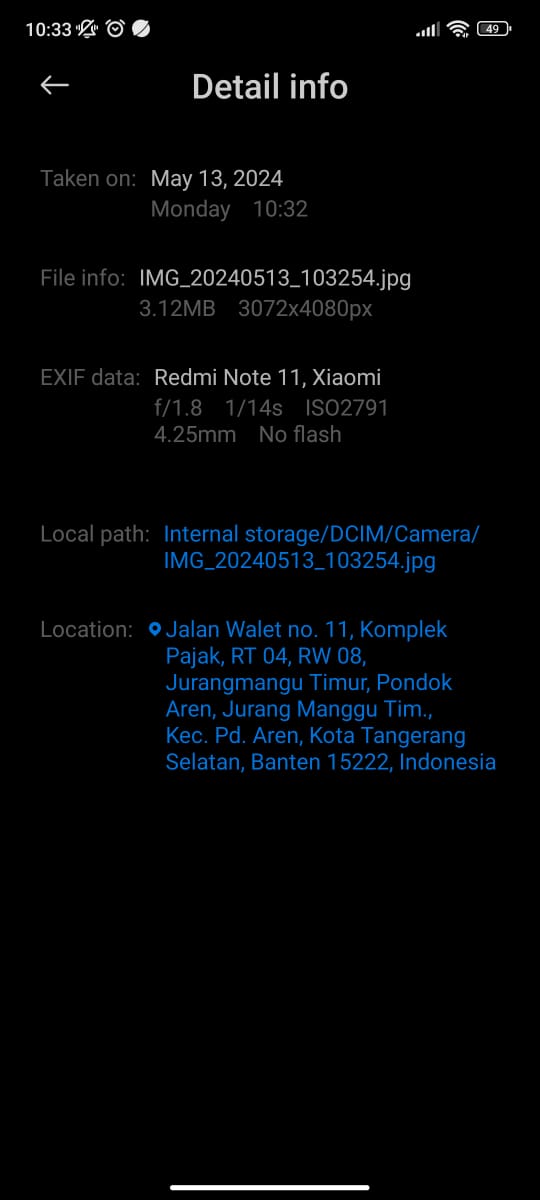 10:33 49
Detail info
Taken on: May 13, 2024
Monday 10:32
File info: IMG_20240513_103254.jpg
3.12MB 3072x4080px
EXIF data: Redmi Note 11, Xiaomi
f/1.8 1/14s ISO2791
4.25mm No flash
Local path: Internal storage/DCIM/Camera/
IMG_20240513_103254.jpg
Location: Jalan Walet no. 11, Komplek
Pajak, RT 04, RW 08,
Jurangmangu Timur, Pondok
Aren, Jurang Manggu Tim.,
Kec. Pd. Aren, Kota Tangerang
Selatan, Banten 15222, Indonesia